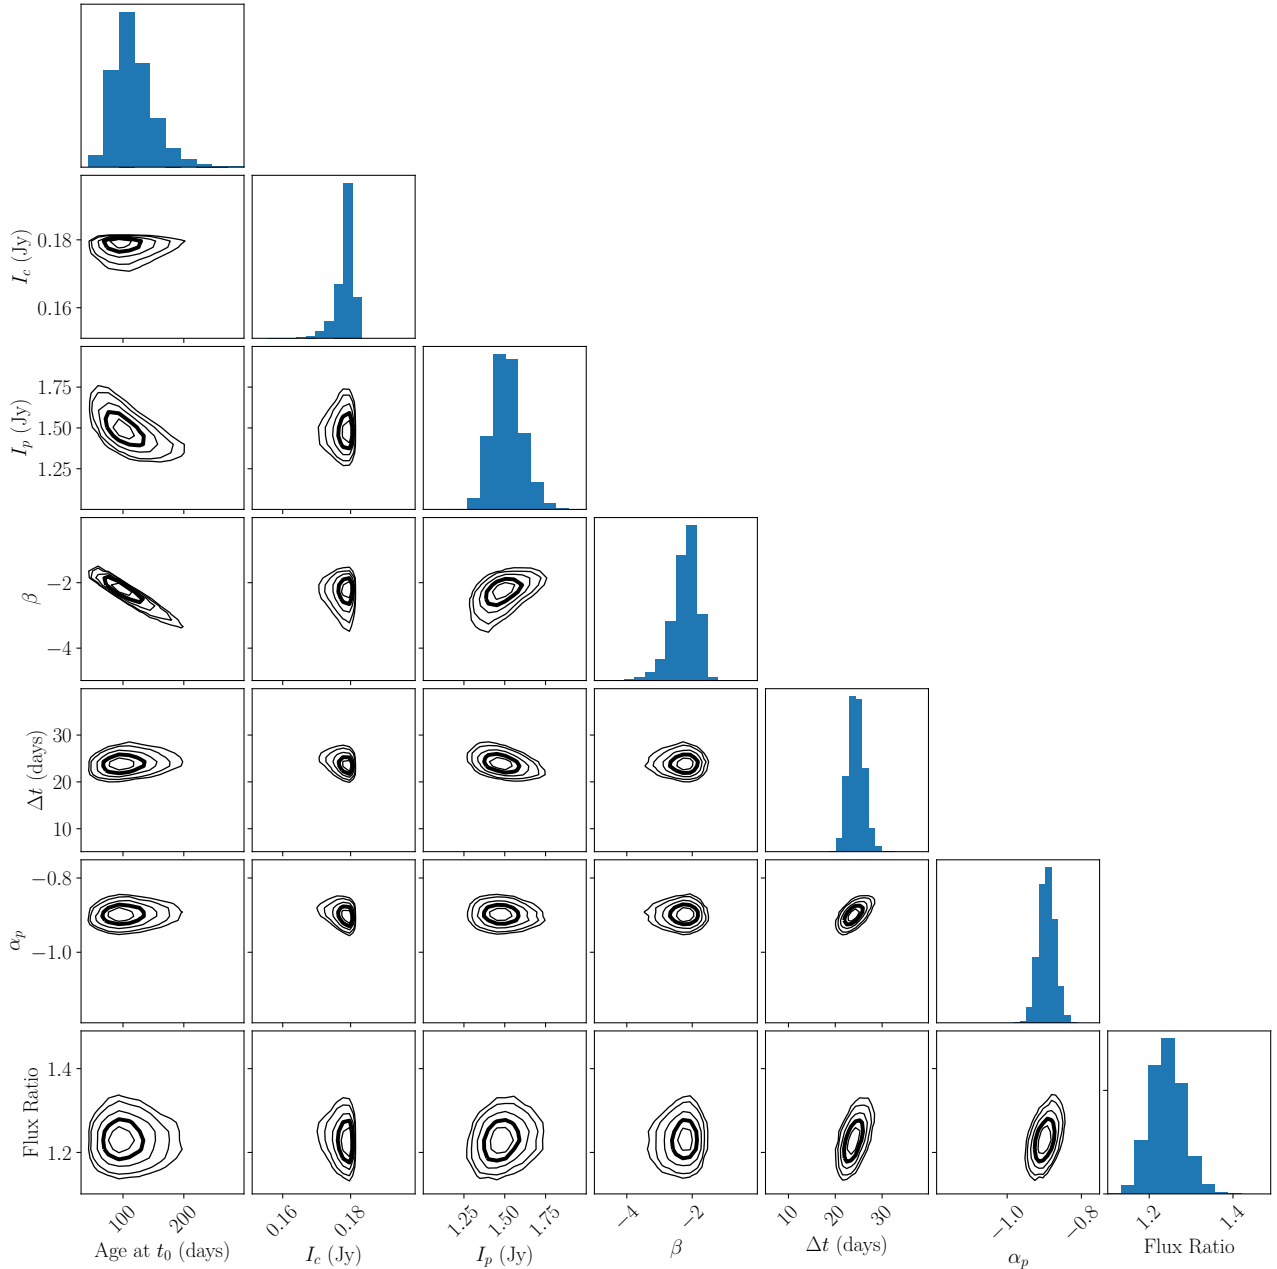 I_c (Jy)
0.18
0.16
I_p (Jy)
1.75
1.50
1.25
β
−2
−4
Δt (days)
30
20
10
α_p
−0.8
−1.0
Flux Ratio
1.4
1.2
100 200 0.16 0.18 1.25 1.50 1.75 −4 −2 10 20 30 −1.0 −0.8 1.2 1.4
Age at t_0 (days) I_c (Jy) I_p (Jy) β Δt (days) α_p Flux Ratio